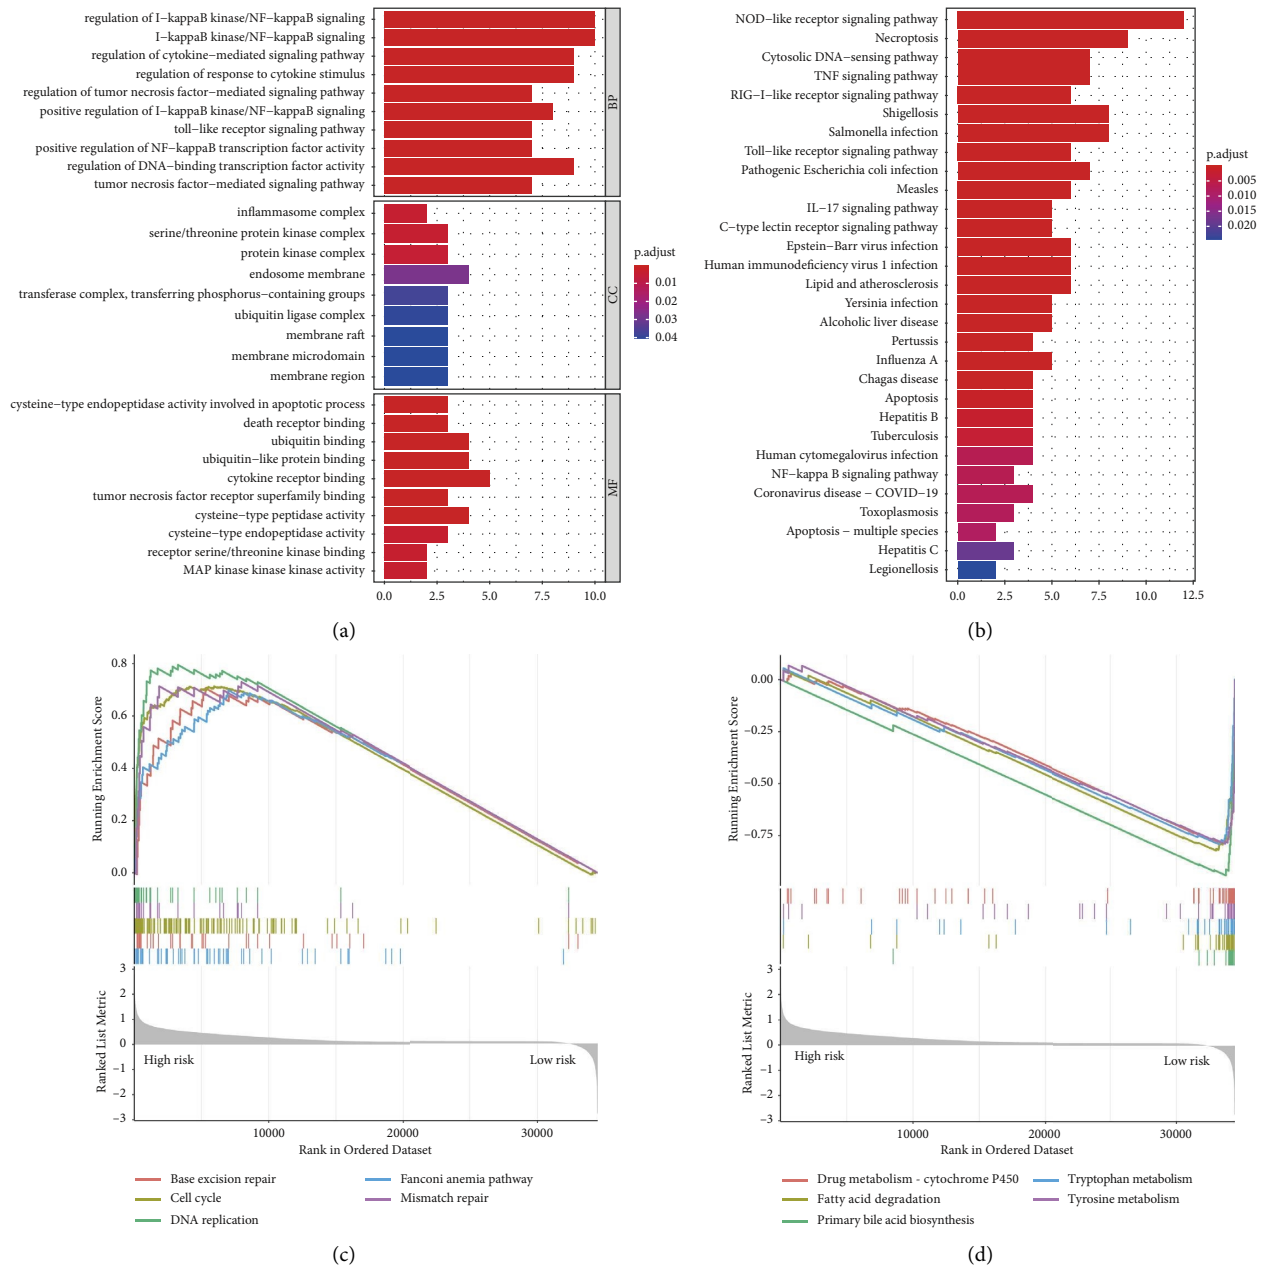 regulation of I−kappaB kinase/NF−kappaB signaling
I−kappaB kinase/NF−kappaB signaling
regulation of cytokine−mediated signaling pathway
regulation of response to cytokine stimulus
regulation of tumor necrosis factor−mediated signaling pathway
positive regulation of I−kappaB kinase/NF−kappaB signaling
toll−like receptor signaling pathway
positive regulation of NF−kappaB transcription factor activity
regulation of DNA−binding transcription factor activity
tumor necrosis factor−mediated signaling pathway
BP
inflammasome complex
serine/threonine protein kinase complex
protein kinase complex
endosome membrane
transferase complex, transferring phosphorus−containing groups
ubiquitin ligase complex
membrane raft
membrane microdomain
membrane region
CC
cysteine−type endopeptidase activity involved in apoptotic process
death receptor binding
ubiquitin binding
ubiquitin−like protein binding
cytokine receptor binding
tumor necrosis factor receptor superfamily binding
cysteine−type peptidase activity
cysteine−type endopeptidase activity
receptor serine/threonine kinase binding
MAP kinase kinase kinase activity
MF
0.0 2.5 5.0 7.5 10.0
p.adjust
0.01
0.02
0.03
0.04
(a)
NOD−like receptor signaling pathway
Necroptosis
Cytosolic DNA−sensing pathway
TNF signaling pathway
RIG−I−like receptor signaling pathway
Shigellosis
Salmonella infection
Toll−like receptor signaling pathway
Pathogenic Escherichia coli infection
Measles
IL−17 signaling pathway
C−type lectin receptor signaling pathway
Epstein−Barr virus infection
Human immunodeficiency virus 1 infection
Lipid and atherosclerosis
Yersinia infection
Alcoholic liver disease
Pertussis
Influenza A
Chagas disease
Apoptosis
Hepatitis B
Tuberculosis
Human cytomegalovirus infection
NF−kappa B signaling pathway
Coronavirus disease − COVID−19
Toxoplasmosis
Apoptosis − multiple species
Hepatitis C
Legionellosis
0.0 2.5 5.0 7.5 10.0 12.5
p.adjust
0.005
0.010
0.015
0.020
(b)
Running Enrichment Score
0.8
0.6
0.4
0.2
0.0
Ranked List Metric
3
2
1
0
−1
−2
−3
High risk
Low risk
10000 20000 30000
Rank in Ordered Dataset
Base excision repair
Cell cycle
DNA replication
Fanconi anemia pathway
Mismatch repair
(c)
Running Enrichment Score
0.00
−0.25
−0.50
−0.75
Ranked List Metric
3
2
1
0
−1
−2
−3
High risk
Low risk
10000 20000 30000
Rank in Ordered Dataset
Drug metabolism - cytochrome P450
Fatty acid degradation
Primary bile acid biosynthesis
Tryptophan metabolism
Tyrosine metabolism
(d)